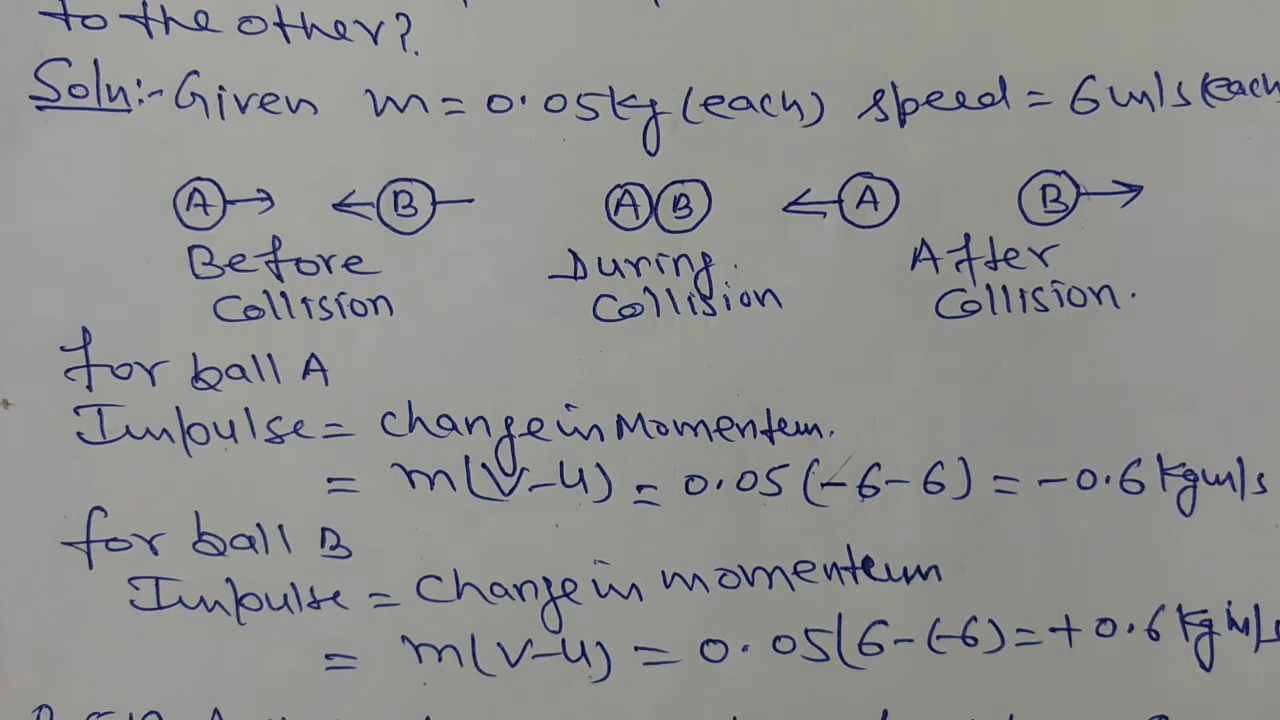 to the other?
Soln:- Given m = 0.05kg (each) speed = 6 m/s (each
A B A B A B
Before During After
Collision Collision Collision.
for ball A
Impulse = change in Momentum.
= m(v-u) = 0.05 (-6-6) = -0.6 kgm/s
for ball B
Impulse = change in momentum
= m(v-u) = 0.05(6-(-6) = +0.6 kg m/s